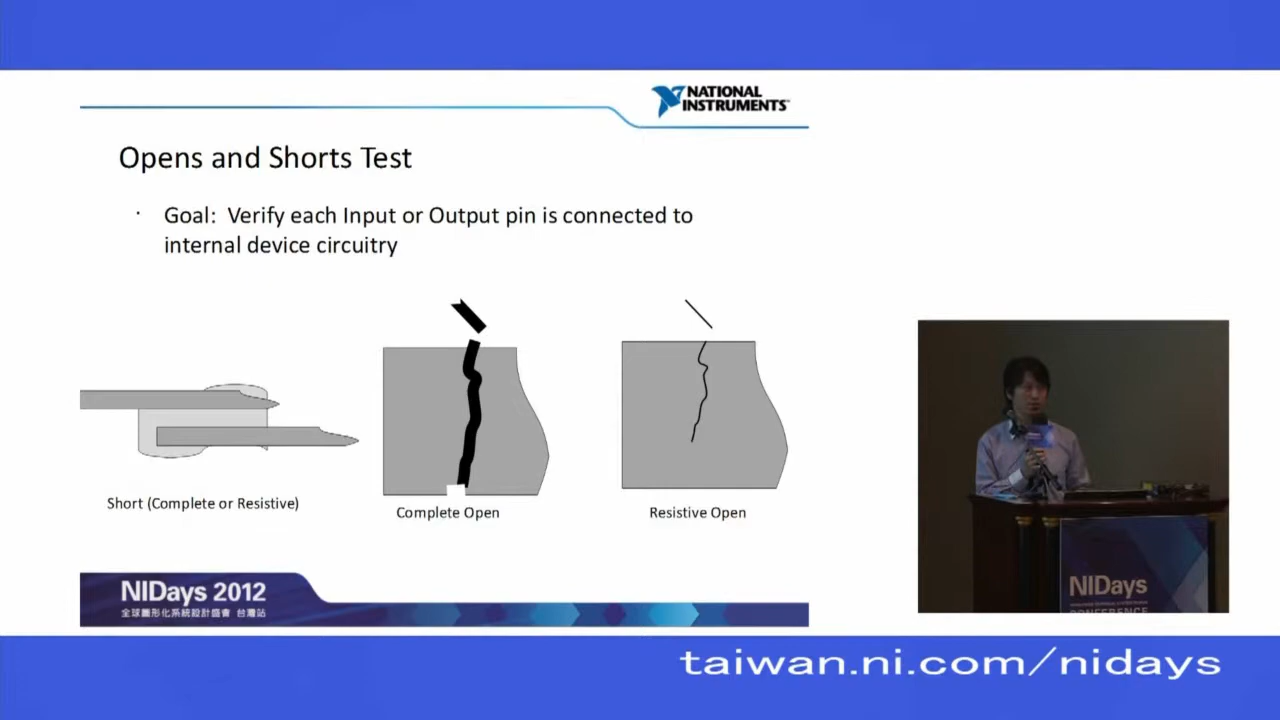 NATIONAL
INSTRUMENTS™
Opens and Shorts Test
· Goal: Verify each Input or Output pin is connected to
internal device circuitry
Short (Complete or Resistive)
Complete Open
Resistive Open
NIDays 2012
全球圖形化系統設計盛會 台灣站
NIDays
CONFERENCE
taiwan.ni.com/nidays